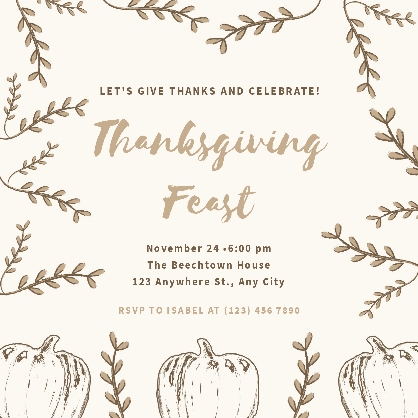 LET'S GIVE THANKS AND CELEBRATE!
Thanksgiving
Feast
November 24 •6:00 pm
The Beechtown House
123 Anywhere St., Any City
RSVP TO ISABEL AT (123) 456 7890